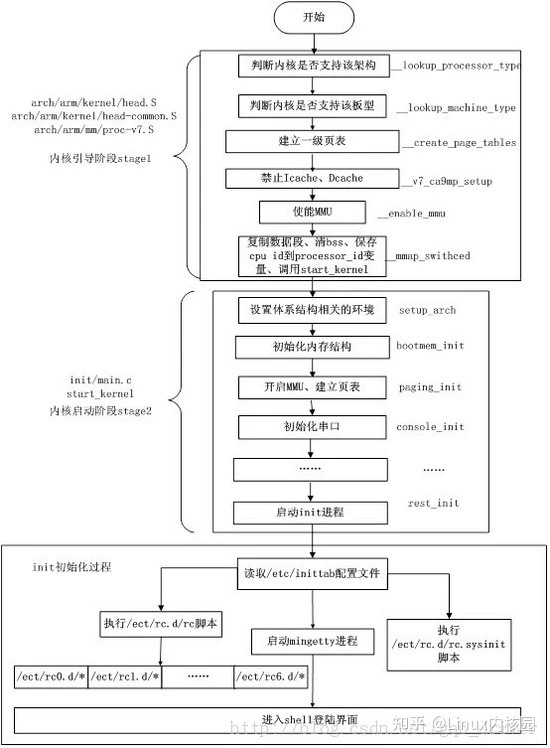 开始
判断内核是否支持该架构
__lookup_processor_type
arch/arm/kernel/head.S
arch/arm/kernel/head-common.S
arch/arm/mm/proc-v7.S
内核引导阶段stage1
判断内核是否支持该板型
__lookup_machine_type
建立一级页表
__create_page_tables
禁止Icache、Dcache
__v7_ca9mp_setup
使能MMU
__enable_mmu
复制数据段、清bss、保存
cpu id到processor_id变
量、调用start_kernel
__mmap_swithced
设置体系结构相关的环境
setup_arch
初始化内存结构
bootmem_init
init/main.c
start_kernel
内核启动阶段stage2
开启MMU、建立页表
paging_init
初始化串口
console_init
……
……
启动init进程
rest_init
init初始化过程
读取/etc/inittab配置文件
执行/ect/rc.d/rc脚本
启动mingetty进程
执行
/ect/rc.d/rc.sysinit
脚本
/ect/rc0.d/*
/ect/rc1.d/*
……
/ect/rc6.d/*
进入shell登陆界面
知乎 @Linux内核园